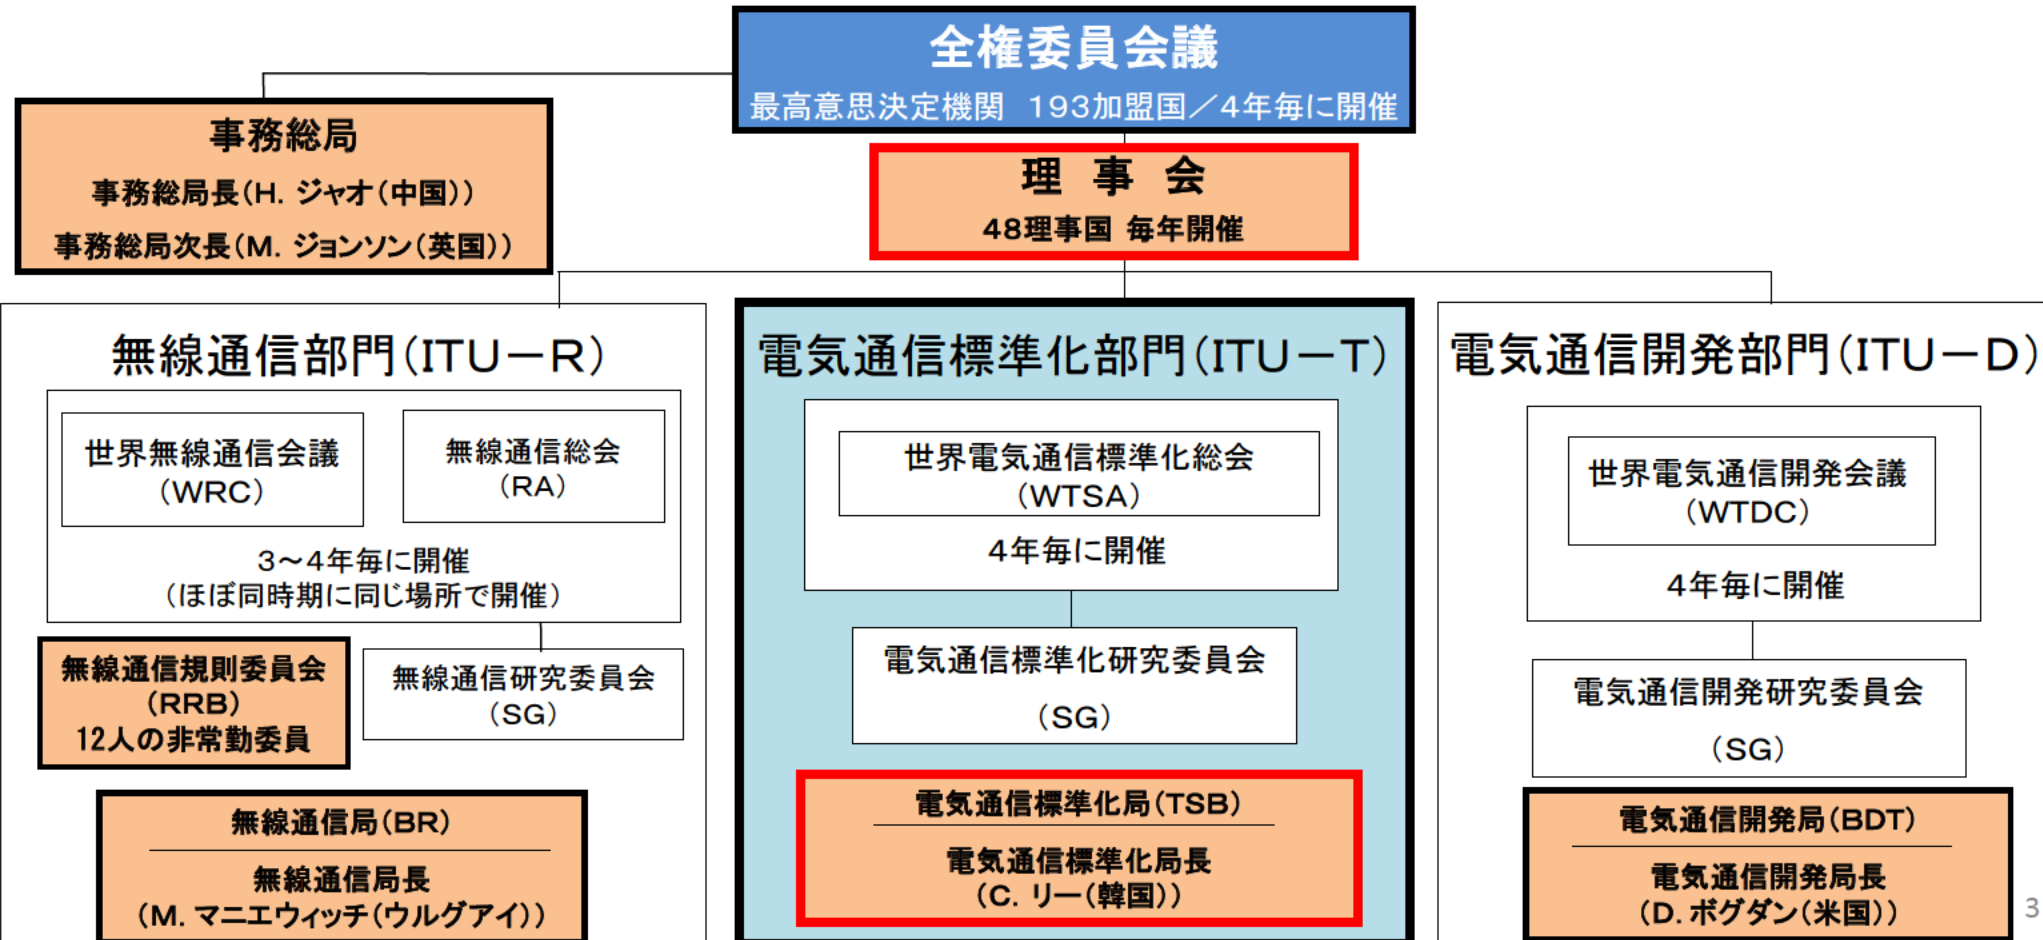 全権委員会議
最高意思決定機関　193加盟国／4年毎に開催
事務総局
事務総局長(H. ジャオ(中国))
事務総局次長(M. ジョンソン(英国))
理 事 会
48理事国 毎年開催
無線通信部門(ITU－R)
世界無線通信会議
(WRC)
無線通信総会
(RA)
3～4年毎に開催
(ほぼ同時期に同じ場所で開催)
無線通信規則委員会
(RRB)
12人の非常勤委員
無線通信研究委員会
(SG)
無線通信局(BR)
無線通信局長
(M. マニエウィッチ(ウルグアイ))
電気通信標準化部門(ITU－T)
世界電気通信標準化総会
(WTSA)
4年毎に開催
電気通信標準化研究委員会
(SG)
電気通信標準化局(TSB)
電気通信標準化局長
(C. リー(韓国))
電気通信開発部門(ITU－D)
世界電気通信開発会議
(WTDC)
4年毎に開催
電気通信開発研究委員会
(SG)
電気通信開発局(BDT)
電気通信開発局長
(D. ボグダン(米国))
3